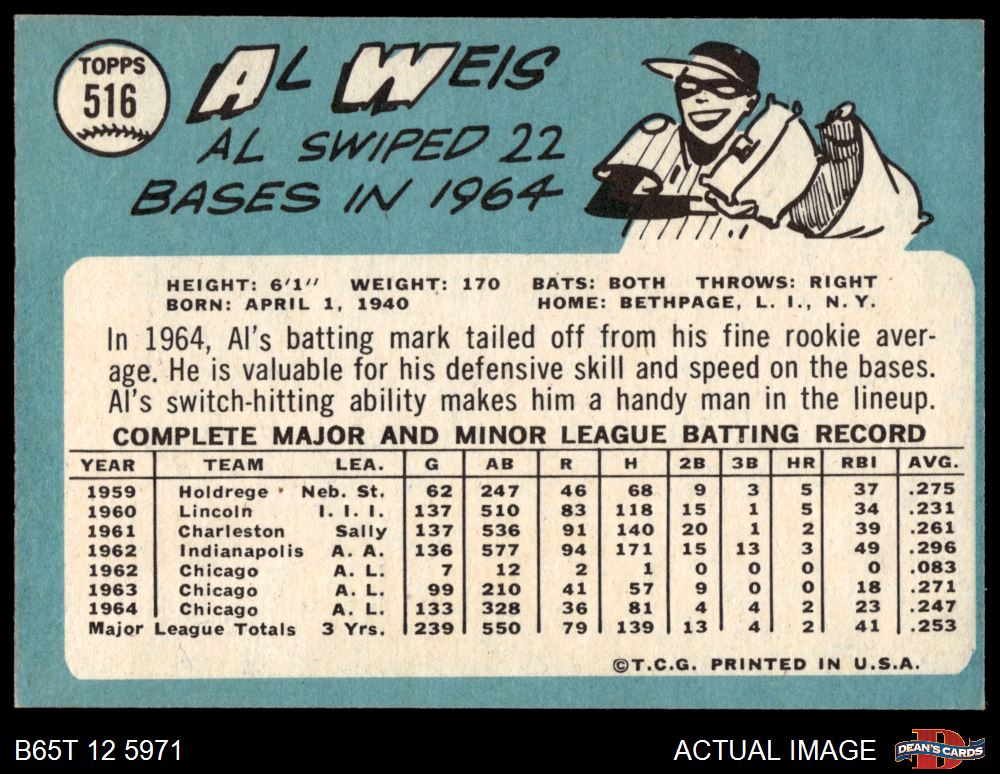 TOPPS
516
AL WEIS
AL SWIPED 22
BASES IN 1964
HEIGHT: 6'1" WEIGHT: 170 BATS: BOTH THROWS: RIGHT
BORN: APRIL 1, 1940 HOME: BETHPAGE, L. I., N. Y.
In 1964, Al's batting mark tailed off from his fine rookie aver-
age. He is valuable for his defensive skill and speed on the bases.
Al's switch-hitting ability makes him a handy man in the lineup.
COMPLETE MAJOR AND MINOR LEAGUE BATTING RECORD
YEAR TEAM LEA. G AB R H 2B 3B HR RBI AVG.
1959 Holdrege Neb. St. 62 247 46 68 9 3 5 37 .275
1960 Lincoln I. I. I. 137 510 83 118 15 1 5 34 .231
1961 Charleston Sally 137 536 91 140 20 1 2 39 .261
1962 Indianapolis A. A. 136 577 94 171 15 13 3 49 .296
1962 Chicago A. L. 7 12 2 1 0 0 0 0 .083
1963 Chicago A. L. 99 210 41 57 9 0 0 18 .271
1964 Chicago A. L. 133 328 36 81 4 4 2 23 .247
Major League Totals 3 Yrs. 239 550 79 139 13 4 2 41 .253
©T.C.G. PRINTED IN U.S.A.
B65T 12 5971 ACTUAL IMAGE DEAN'S CARDS